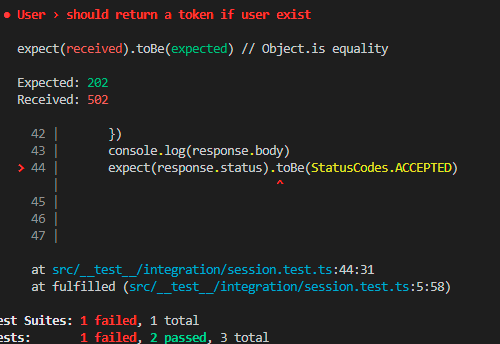 ● User › should return a token if user exist
expect(received).toBe(expected) // Object.is equality
Expected: 202
Received: 502
42 |       })
43 |       console.log(response.body)
> 44 |       expect(response.status).toBe(StatusCodes.ACCEPTED)
|                               ^
45 |
46 |
47 |
at src/__test__/integration/session.test.ts:44:31
at fulfilled (src/__test__/integration/session.test.ts:5:58)
est Suites: 1 failed, 1 total
ests:       1 failed, 2 passed, 3 total